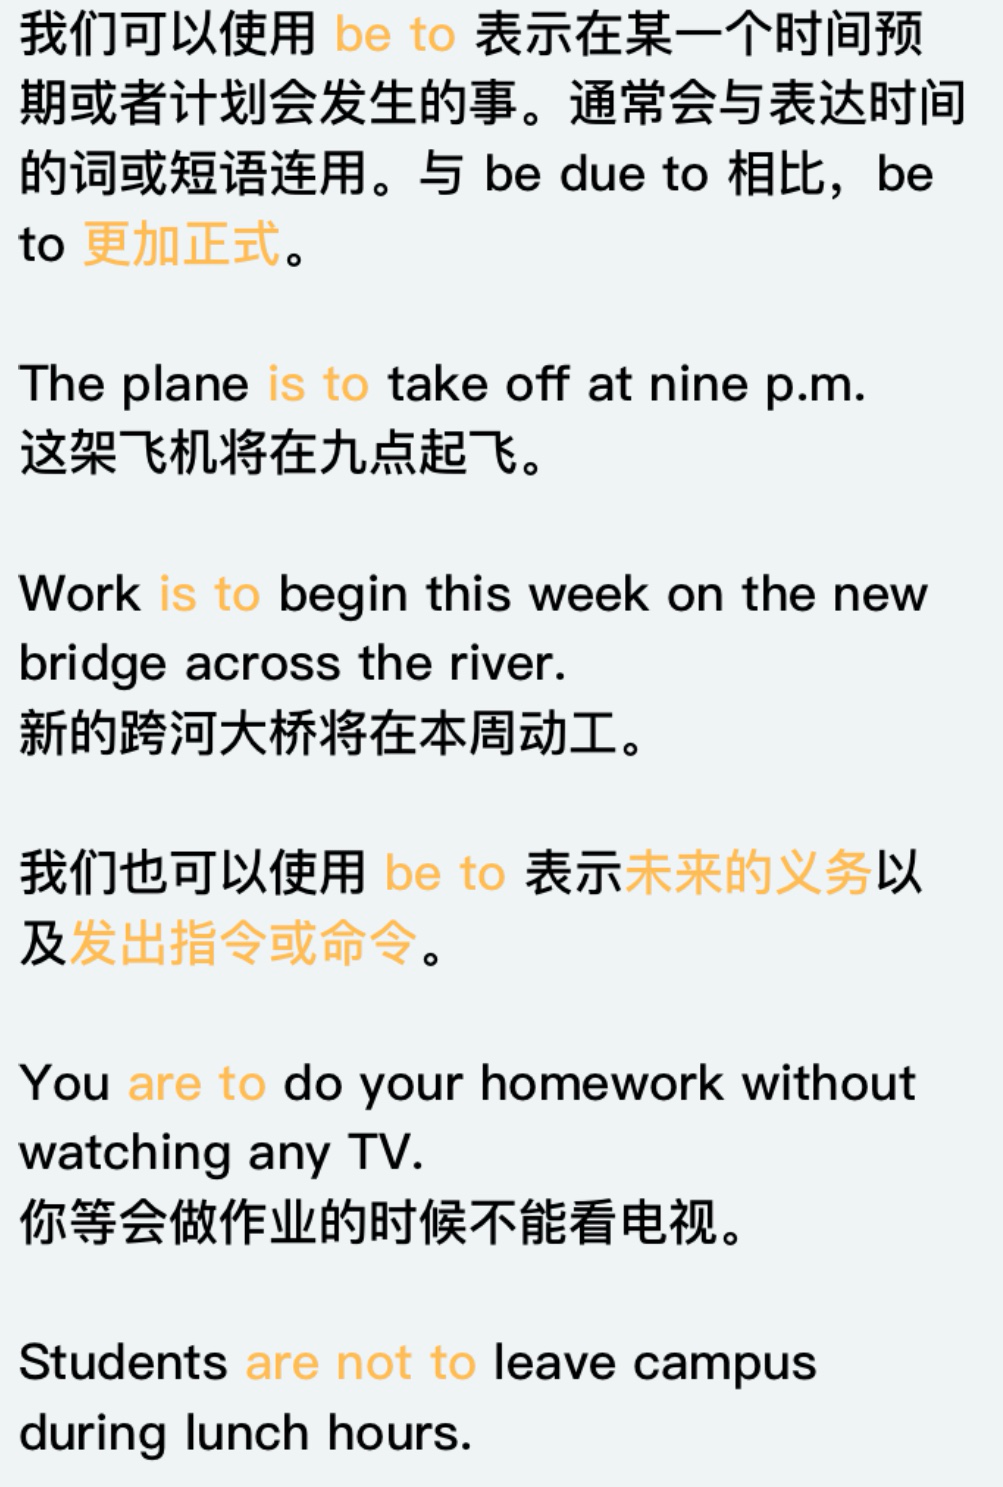 我们可以使用 be to 表示在某一个时间预
期或者计划会发生的事。通常会与表达时间
的词或短语连用。与 be due to 相比，be
to 更加正式。
The plane is to take off at nine p.m.
这架飞机将在九点起飞。
Work is to begin this week on the new
bridge across the river.
新的跨河大桥将在本周动工。
我们也可以使用 be to 表示未来的义务以
及发出指令或命令。
You are to do your homework without
watching any TV.
你等会做作业的时候不能看电视。
Students are not to leave campus
during lunch hours.